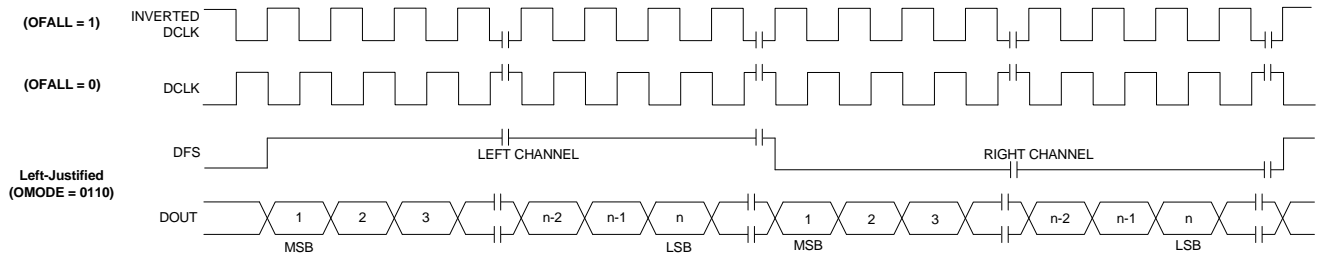 (OFALL = 1)
INVERTED
DCLK
(OFALL = 0)
DCLK
DFS
LEFT CHANNEL
RIGHT CHANNEL
Left-Justified
(OMODE = 0110)
DOUT
1 2 3 n-2 n-1 n 1 2 3 n-2 n-1 n
MSB LSB MSB LSB